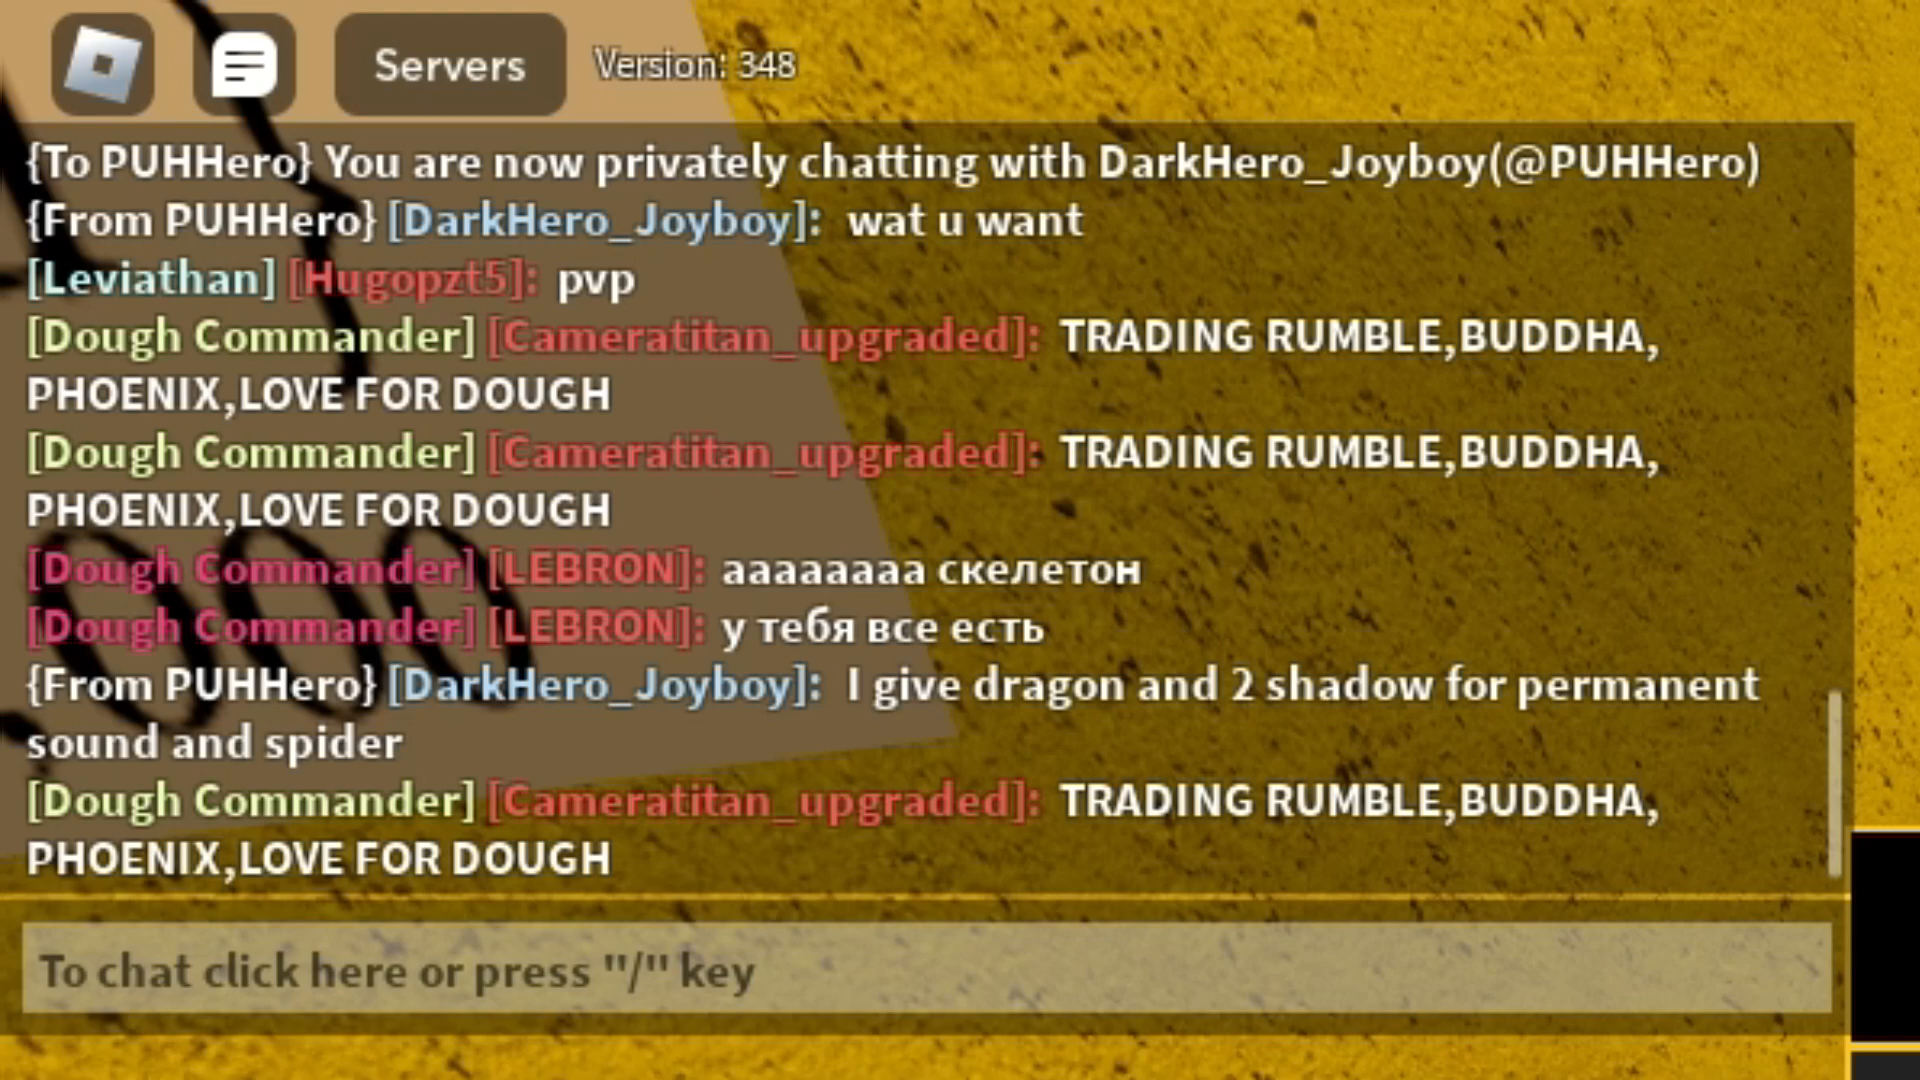 Servers
Version: 348
{To PUHHero} You are now privately chatting with DarkHero_Joyboy(@PUHHero)
{From PUHHero} [DarkHero_Joyboy]: wat u want
[Leviathan] [Hugopzt5]: pvp
[Dough Commander] [Cameratitan_upgraded]: TRADING RUMBLE,BUDDHA,
PHOENIX,LOVE FOR DOUGH
[Dough Commander] [Cameratitan_upgraded]: TRADING RUMBLE,BUDDHA,
PHOENIX,LOVE FOR DOUGH
[Dough Commander] [LEBRON]: аааааааа скелетон
[Dough Commander] [LEBRON]: у тебя все есть
{From PUHHero} [DarkHero_Joyboy]: I give dragon and 2 shadow for permanent
sound and spider
[Dough Commander] [Cameratitan_upgraded]: TRADING RUMBLE,BUDDHA,
PHOENIX,LOVE FOR DOUGH
.000
To chat click here or press "/" key